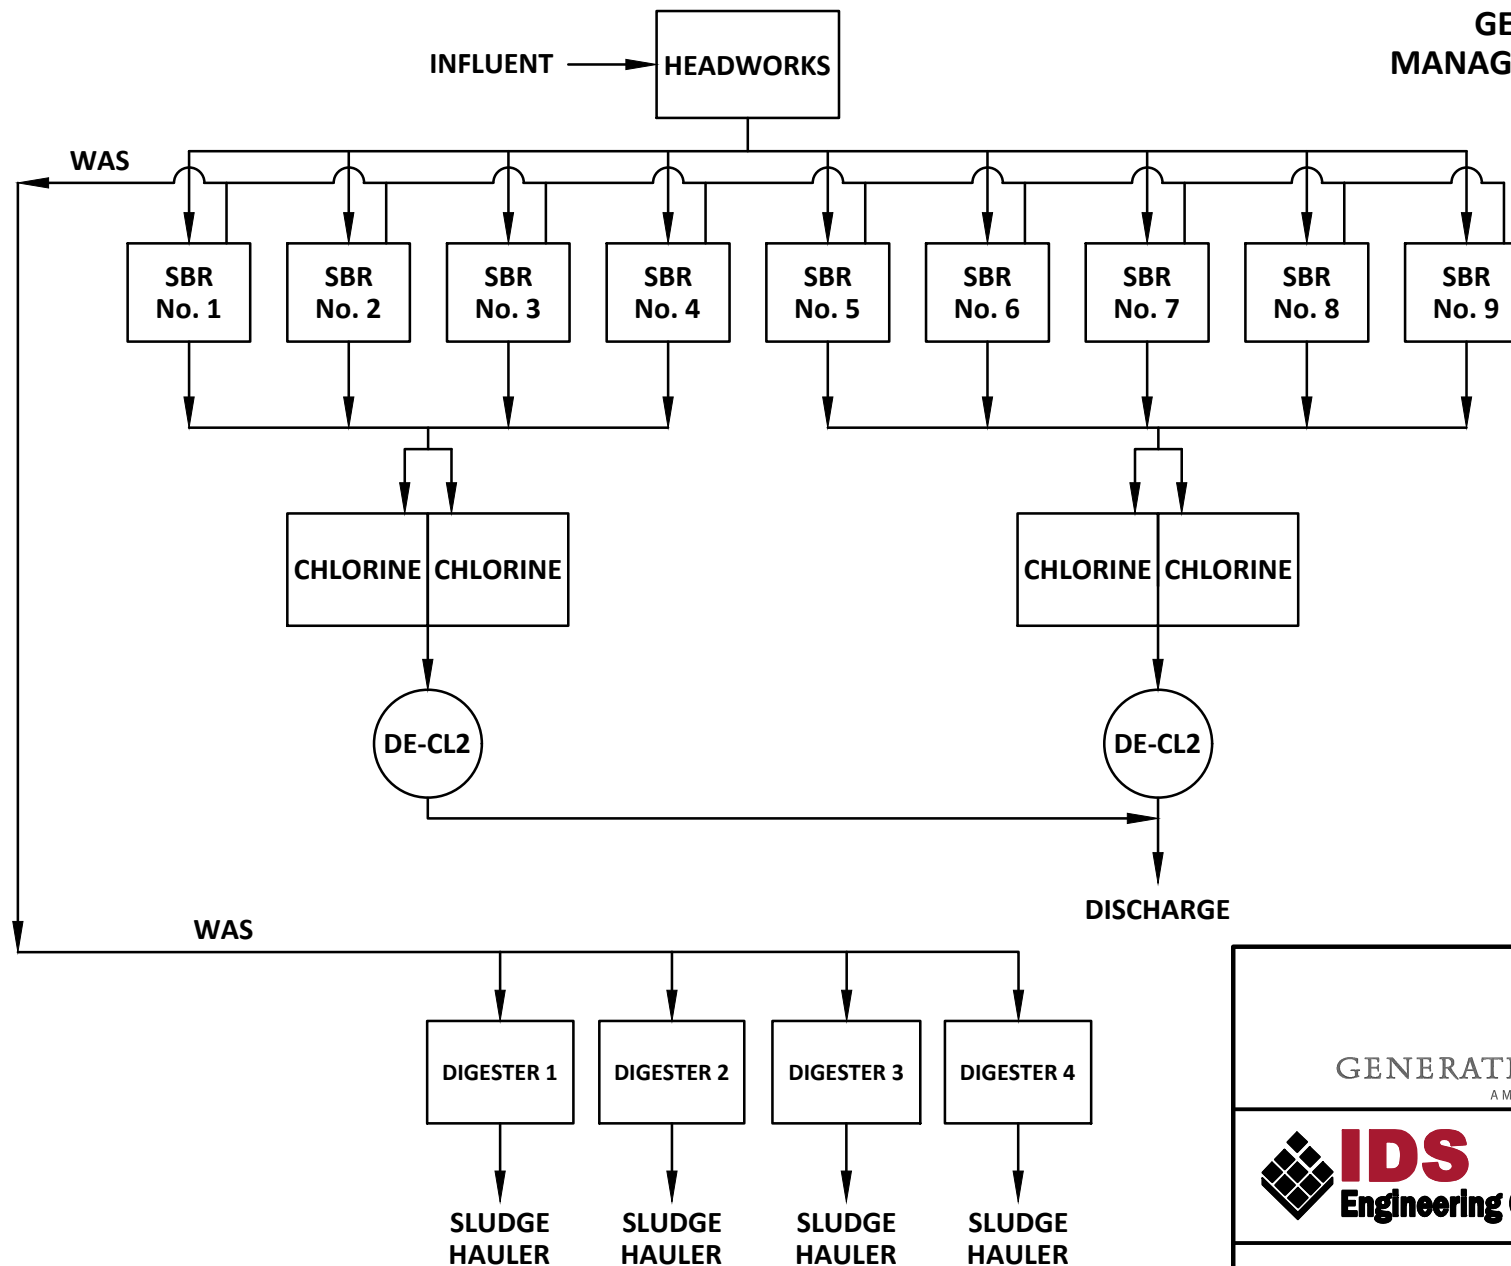 GE
MANAG
INFLUENT
HEADWORKS
WAS
SBR
No. 1
SBR
No. 2
SBR
No. 3
SBR
No. 4
SBR
No. 5
SBR
No. 6
SBR
No. 7
SBR
No. 8
SBR
No. 9
CHLORINE
CHLORINE
CHLORINE
CHLORINE
DE-CL2
DE-CL2
DISCHARGE
WAS
DIGESTER 1
DIGESTER 2
DIGESTER 3
DIGESTER 4
SLUDGE
HAULER
SLUDGE
HAULER
SLUDGE
HAULER
SLUDGE
HAULER
GENERATI
AM
IDS
Engineering